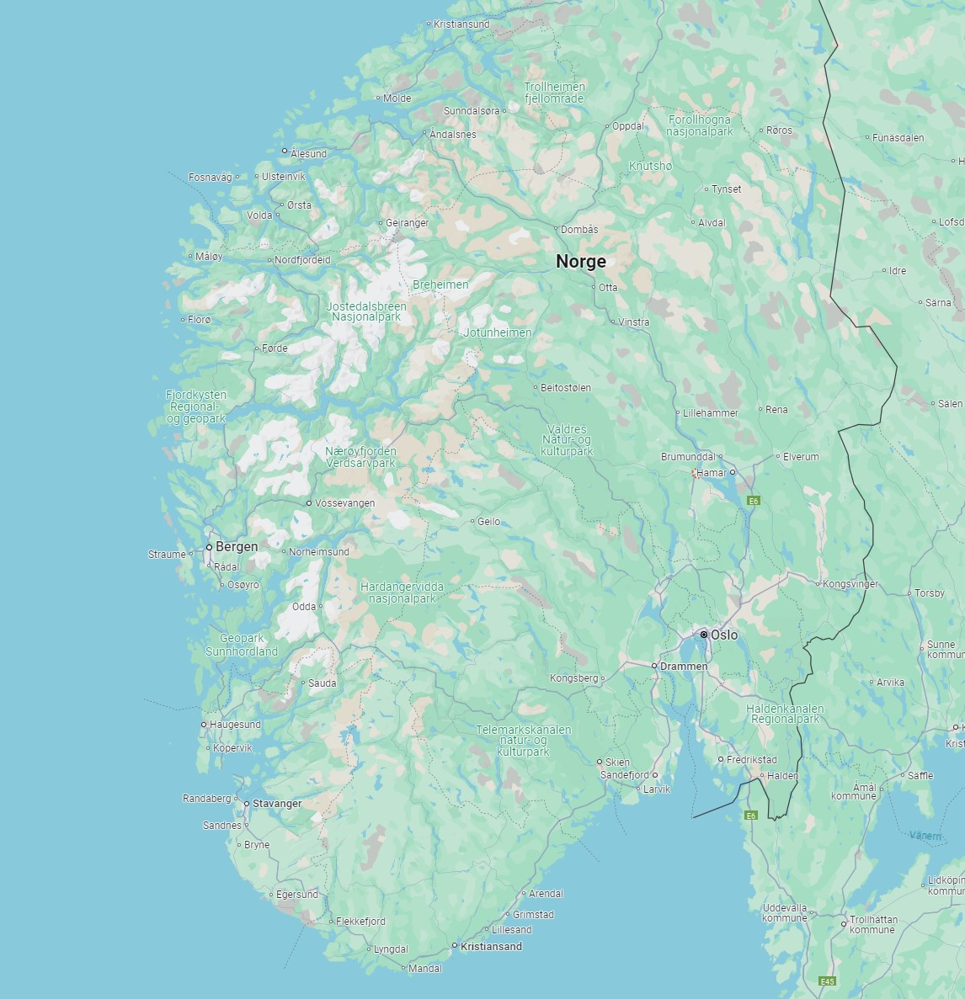 Kristiansund
Trollheimen
fjellområde
Molde
Sunndalsøra
Oppdal
Forollhogna
nasjonalpark
Røros
Åndalsnes
Funäsdalen
Ålesund
H
Knutshø
Fosnavåg
Ulsteinvik
Tynset
Ørsta
Volda
Geiranger
Dombås
Alvdal
Lofsd
Måløy
Nordfjordeid
Norge
Idre
Breheimen
Otta
Jostedalsbreen
Nasjonalpark
Särna
Florø
Vinstra
Jotunheimen
Førde
Beitostølen
Fjordkysten
Regional-
og geopark
Lillehammer
Rena
Sälen
Valdres
Natur- og
kulturpark
Nærøyfjorden
Verdsarvpark
Brumunddal
Elverum
Hamar
E6
Vossevangen
Geilo
Bergen
Straume
Norheimsund
Rådal
Osøyro
Hardangervidda
nasjonalpark
Kongsvinger
Torsby
Odda
Geopark
Sunnhordland
Oslo
Sunne
kommun
Drammen
Kongsberg
Sauda
Arvika
Haldenkanalen
Regionalpark
Haugesund
Telemarkskanalen
natur- og
kulturpark
K
Krist
Kopervik
Skien
Fredrikstad
Sandefjord
Halden
Säffle
Larvik
Åmål
kommune
Randaberg
Stavanger
E6
Sandnes
Vänern
Bryne
Lidköpin
kommun
Egersund
Arendal
Uddevalla
kommune
Grimstad
Flekkefjord
Trollhättan
kommune
Lillesand
Lyngdal
Kristiansand
Mandal
E45